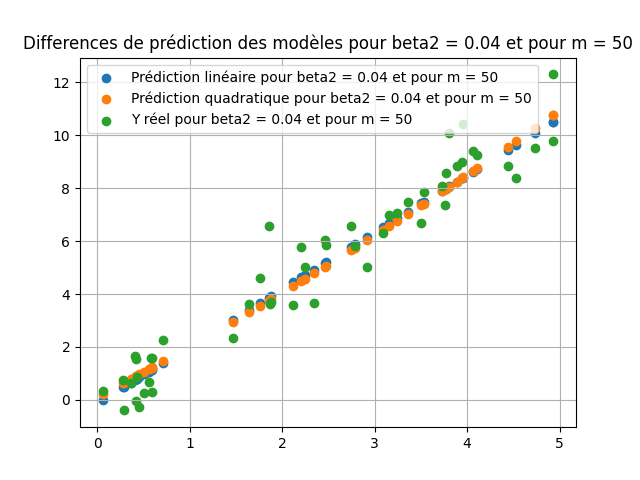 Differences de prédiction des modèles pour beta2 = 0.04 et pour m = 50
Prédiction linéaire pour beta2 = 0.04 et pour m = 50
Prédiction quadratique pour beta2 = 0.04 et pour m = 50
Y réel pour beta2 = 0.04 et pour m = 50
12
10
8
6
4
2
0
0 1 2 3 4 5